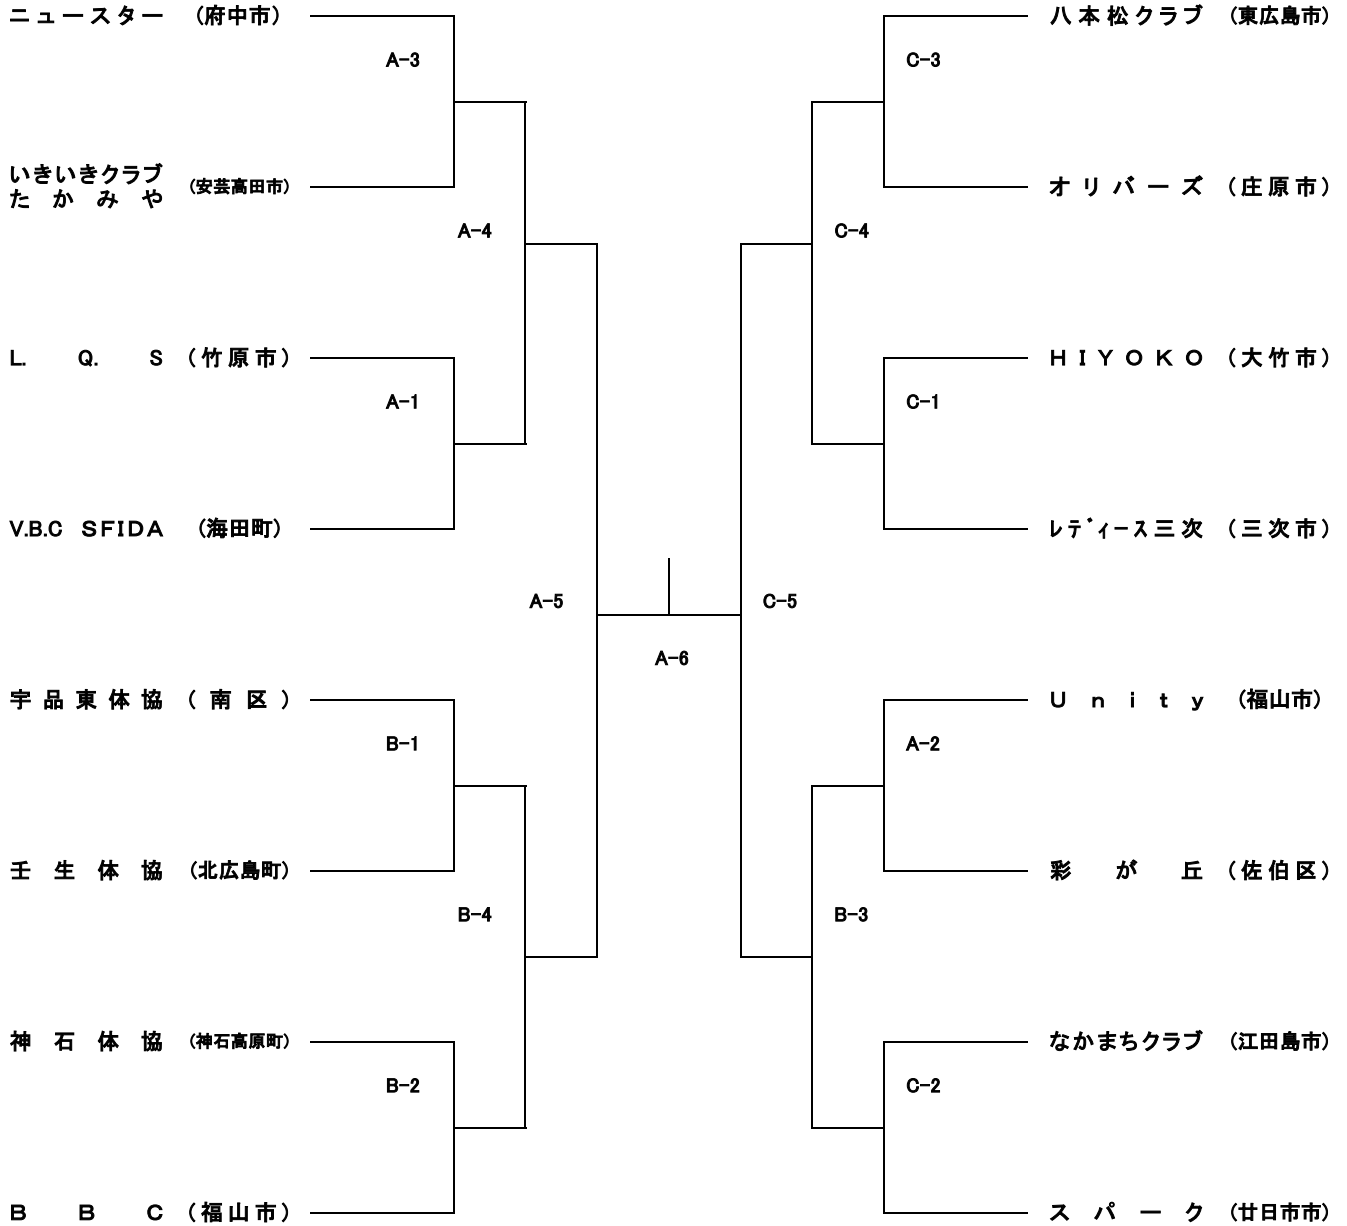 ニュースター (府中市)
A-3
いきいきクラブ
たかみや (安芸高田市)
A-4
L. Q. S (竹原市)
A-1
V.B.C SFIDA (海田町)
A-5
宇品東体協 (南区)
B-1
壬生体協 (北広島町)
B-4
神石体協 (神石高原町)
B-2
B B C (福山市)
A-6
八本松クラブ (東広島市)
C-3
オリバーズ (庄原市)
C-4
HIYOKO (大竹市)
C-1
ﾚﾃﾞｨｰｽ三次 (三次市)
C-5
Unity (福山市)
A-2
彩が丘 (佐伯区)
B-3
なかまちクラブ (江田島市)
C-2
スパーク (廿日市市)